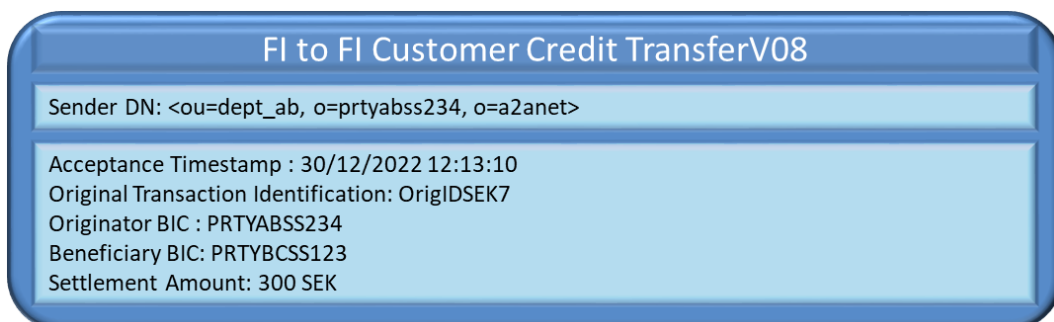 FI to FI Customer Credit TransferV08
Sender DN: <ou=dept_ab, o=prtyabss234, o=a2anet>
Acceptance Timestamp : 30/12/2022 12:13:10
Original Transaction Identification: OrigIDSEK7
Originator BIC : PRTYABSS234
Beneficiary BIC: PRTYBCSS123
Settlement Amount: 300 SEK